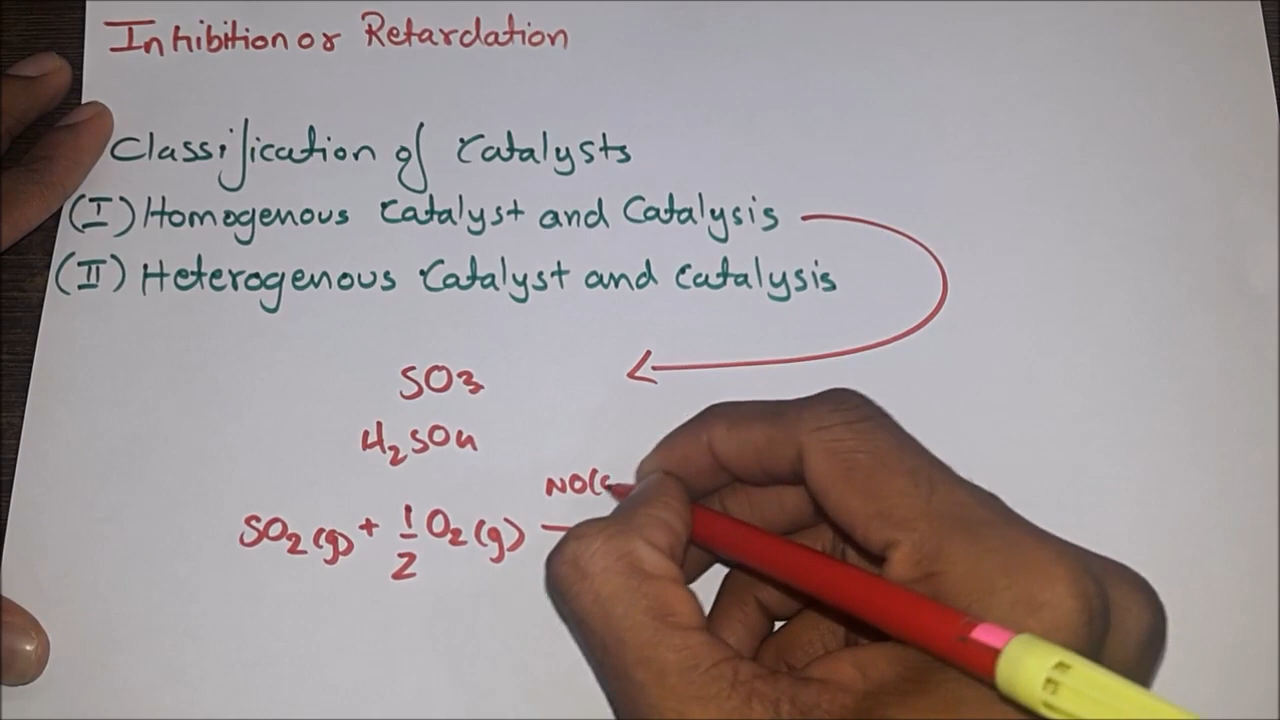 Inhibition or Retardation
Classification of Catalysts
(I) Homogenous Catalyst and Catalysis
(II) Heterogenous Catalyst and Catalysis
SO3
H2SO4
NO(g
SO2(g) + 1/2 O2(g)